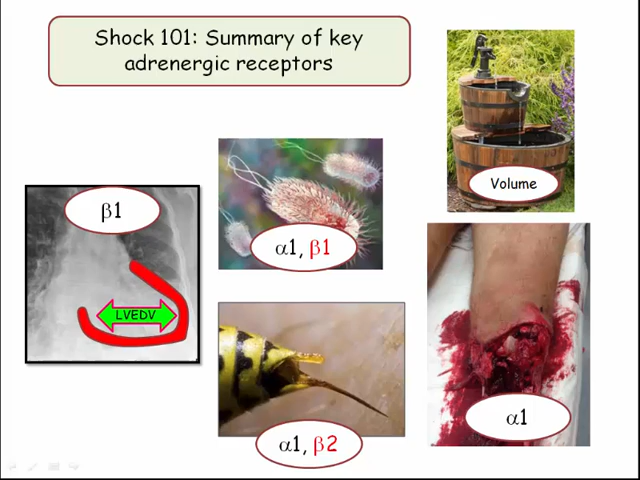 Shock 101: Summary of key
adrenergic receptors
Volume
β1
α1, β1
LVEDV
α1
α1, β2